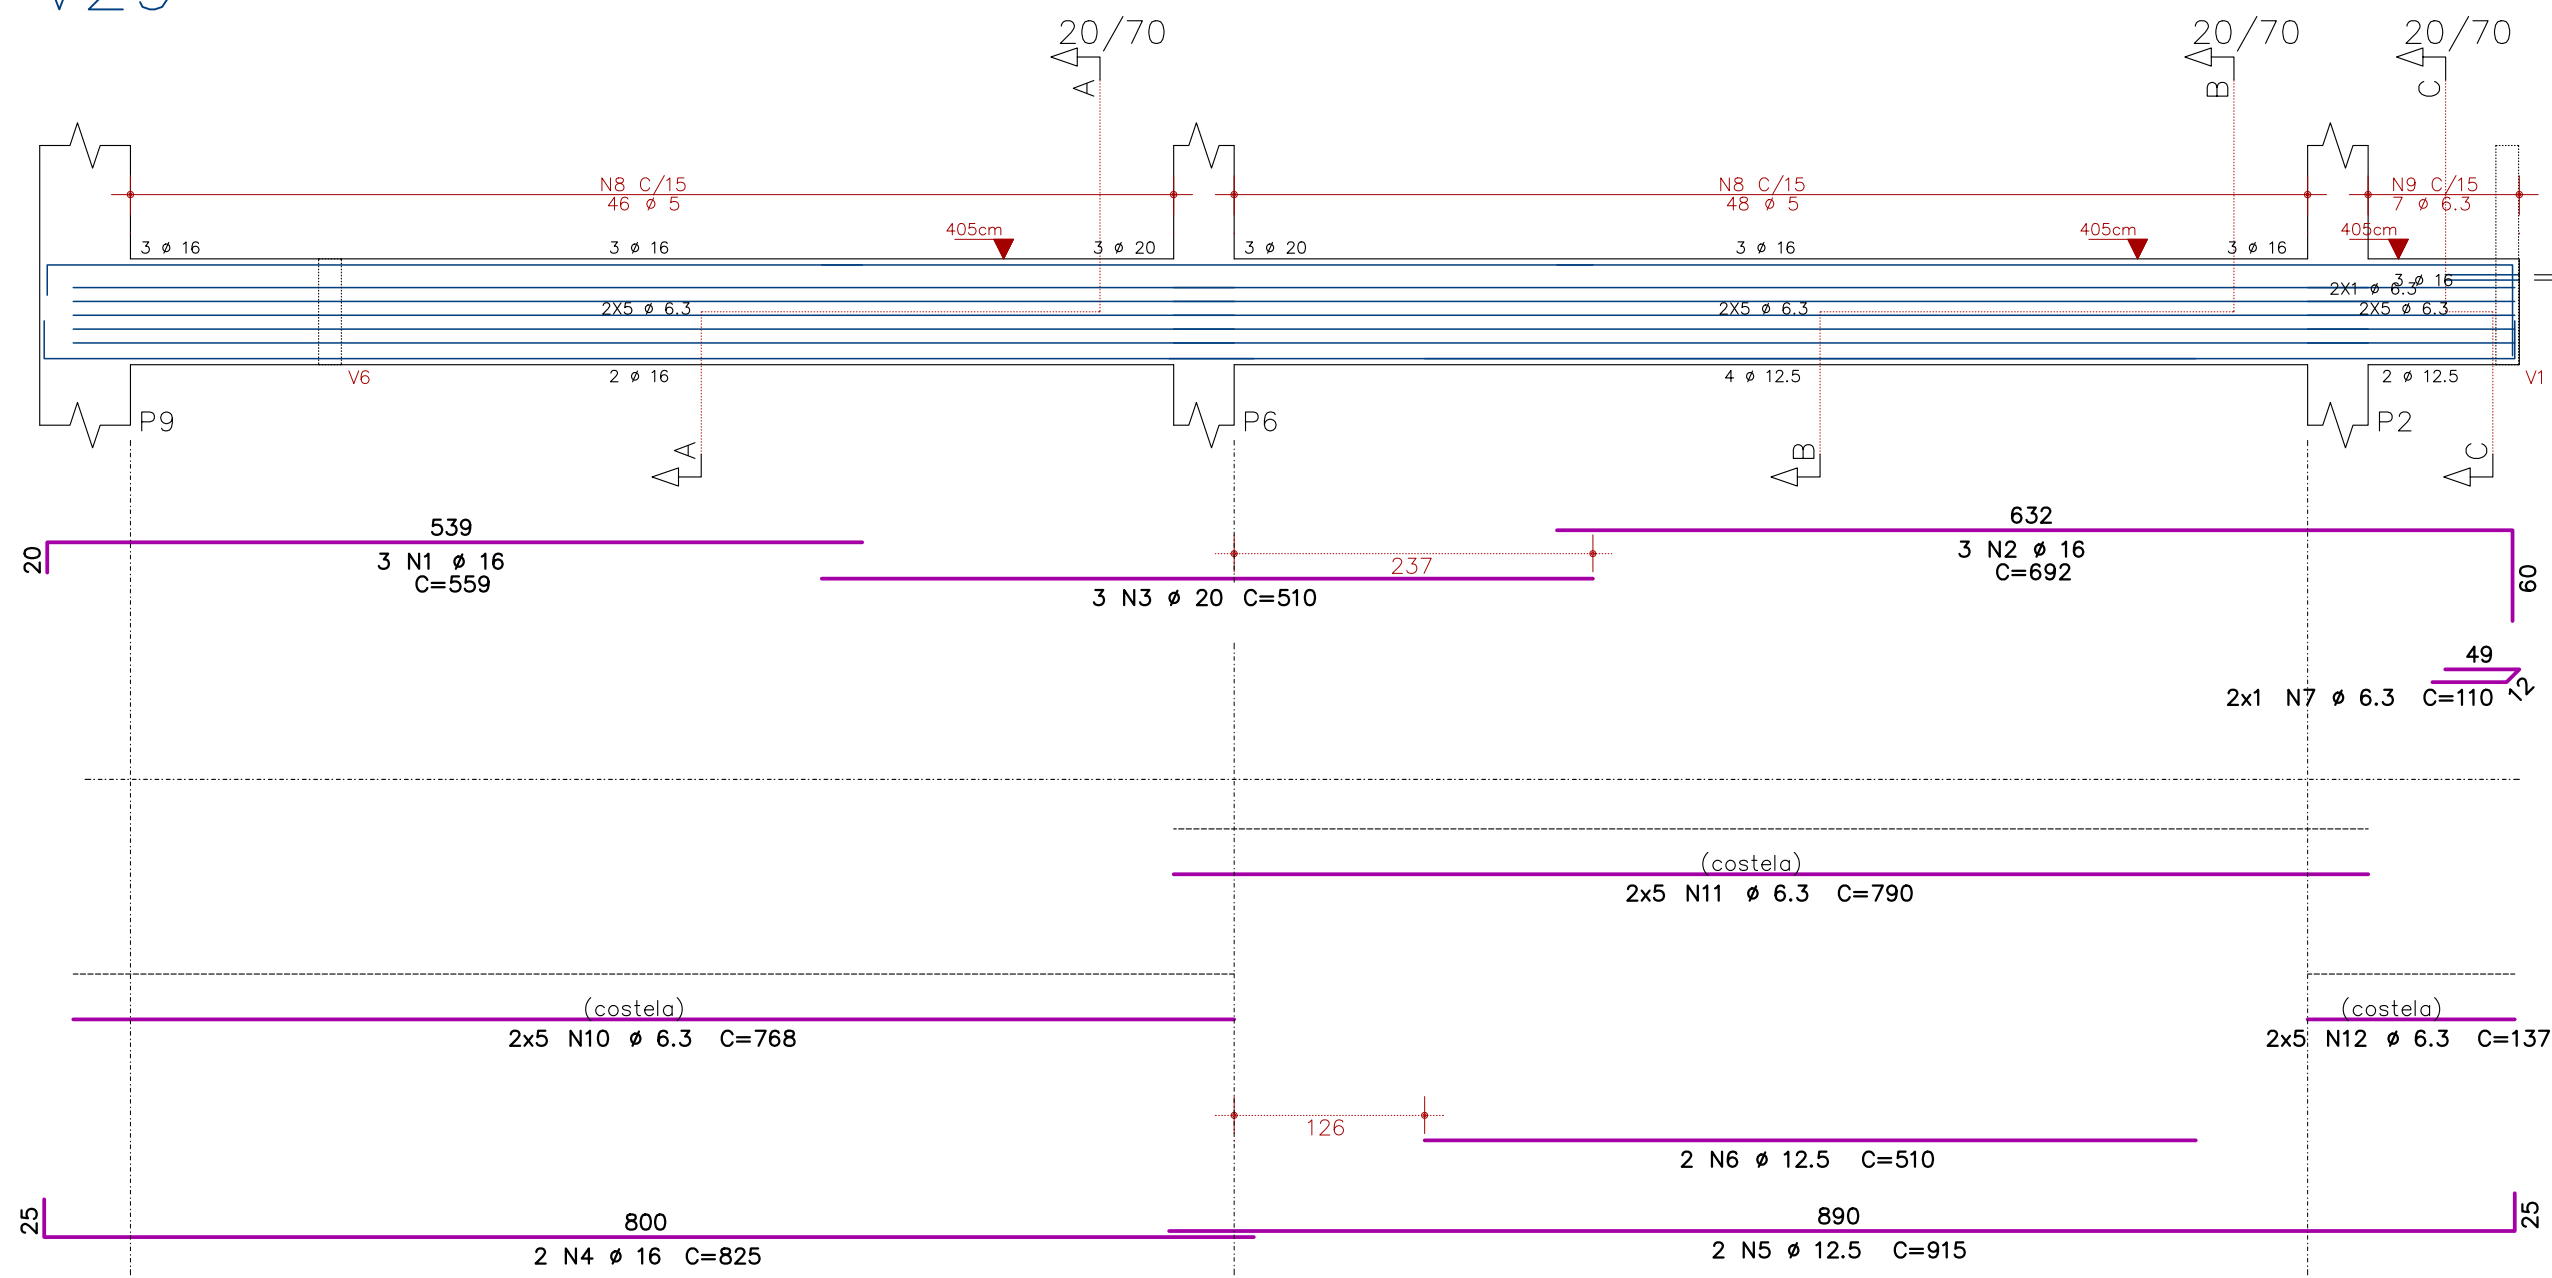 20/70
20/70
20/70
A
B
C
N8 C/15
46 ø 5
N8 C/15
48 ø 5
N9 C/15
7 ø 6.3
405cm
405cm
405cm
3 ø 16
3 ø 16
3 ø 20
3 ø 20
3 ø 16
3 ø 16
3 ø 16
2X1 ø 6.3
2X5 ø 6.3
2X5 ø 6.3
2X5 ø 6.3
V6
2 ø 16
4 ø 12.5
2 ø 12.5
V1
P9
P6
P2
A
B
C
539
20
3 N1 ø 16
C=559
237
3 N3 ø 20 C=510
632
3 N2 ø 16
C=692
60
49
12
2x1 N7 ø 6.3 C=110
(costela)
2x5 N11 ø 6.3 C=790
(costela)
2x5 N10 ø 6.3 C=768
(costela)
2x5 N12 ø 6.3 C=137
126
2 N6 ø 12.5 C=510
25
800
2 N4 ø 16 C=825
890
25
2 N5 ø 12.5 C=915